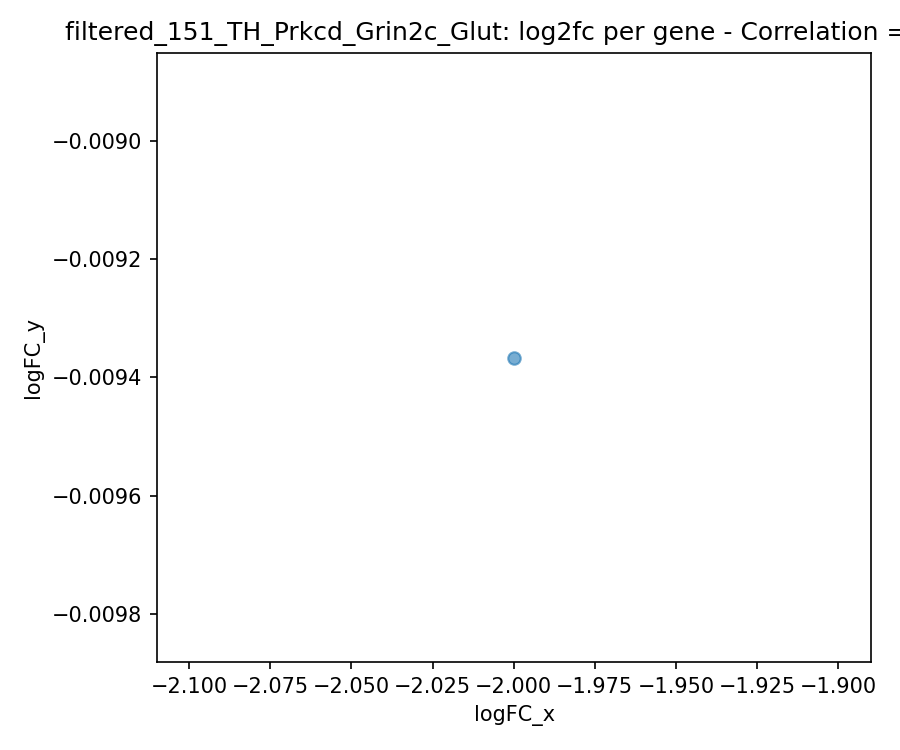 filtered_151_TH_Prkcd_Grin2c_Glut: log2fc per gene - Correlation =
−0.0090
−0.0092
−0.0094
−0.0096
−0.0098
logFC_y
−2.100 −2.075 −2.050 −2.025 −2.000 −1.975 −1.950 −1.925 −1.900
logFC_x